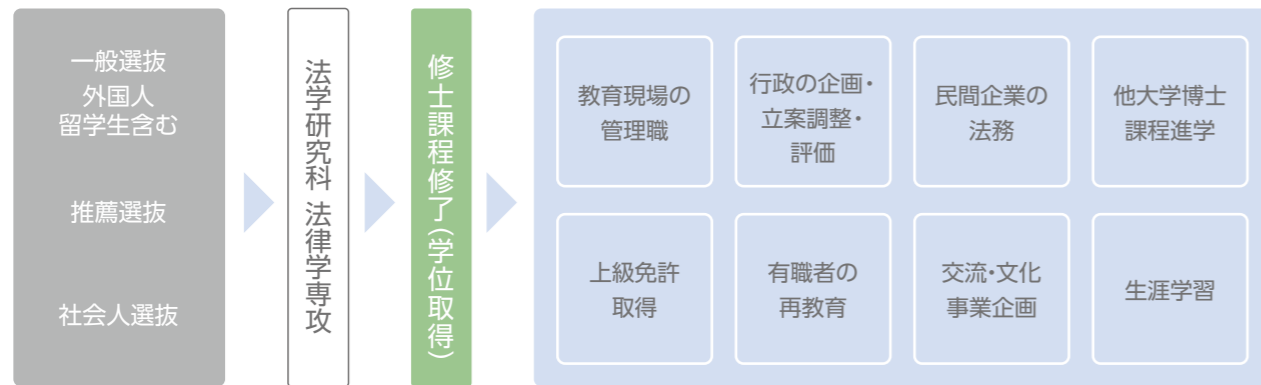 一般選抜
外国人
留学生含む
推薦選抜
社会人選抜
法学研究科 法律学専攻
修士課程修了(学位取得)
教育現場の
管理職
行政の企画・
立案調整・
評価
民間企業の
法務
他大学博士
課程進学
上級免許
取得
有職者の
再教育
交流・文化
事業企画
生涯学習